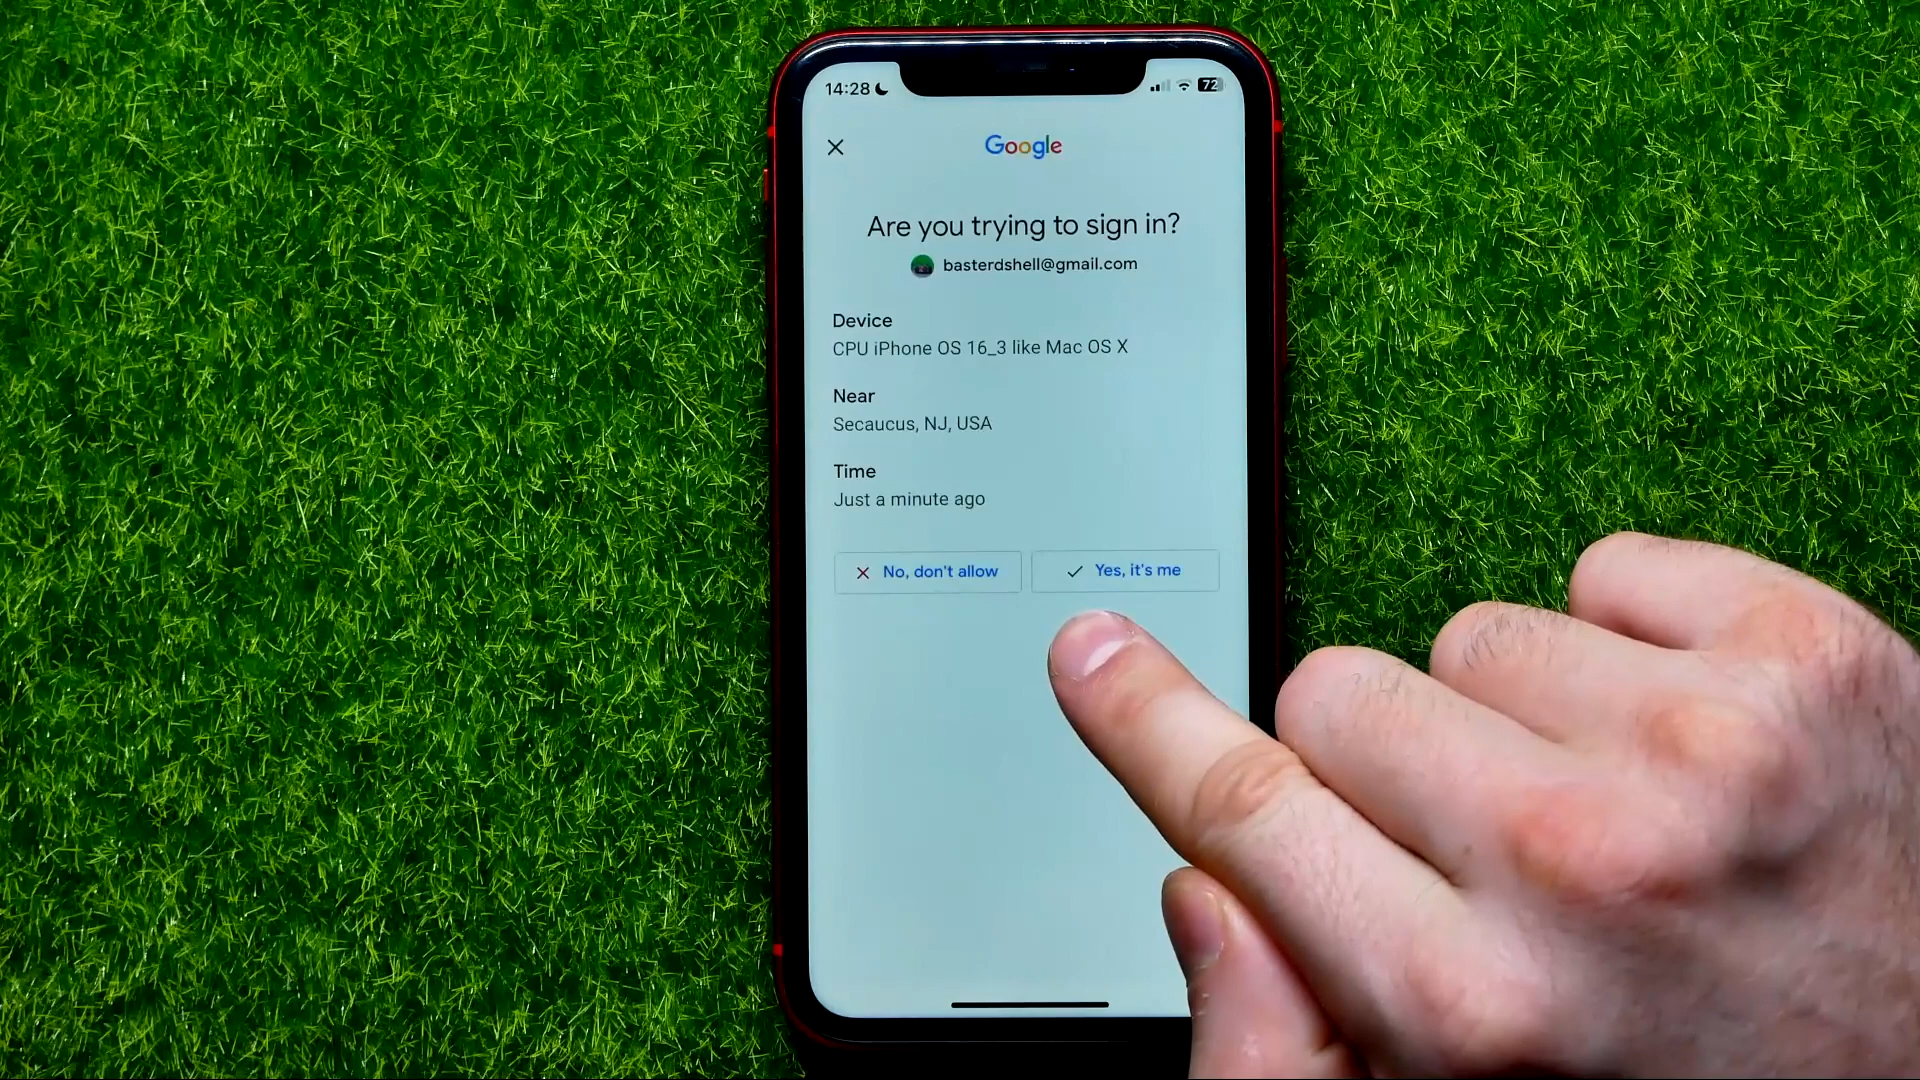 14:28
72
Google
Are you trying to sign in?
basterdshell@gmail.com
Device
CPU iPhone OS 16_3 like Mac OS X
Near
Secaucus, NJ, USA
Time
Just a minute ago
No, don't allow
Yes, it's me